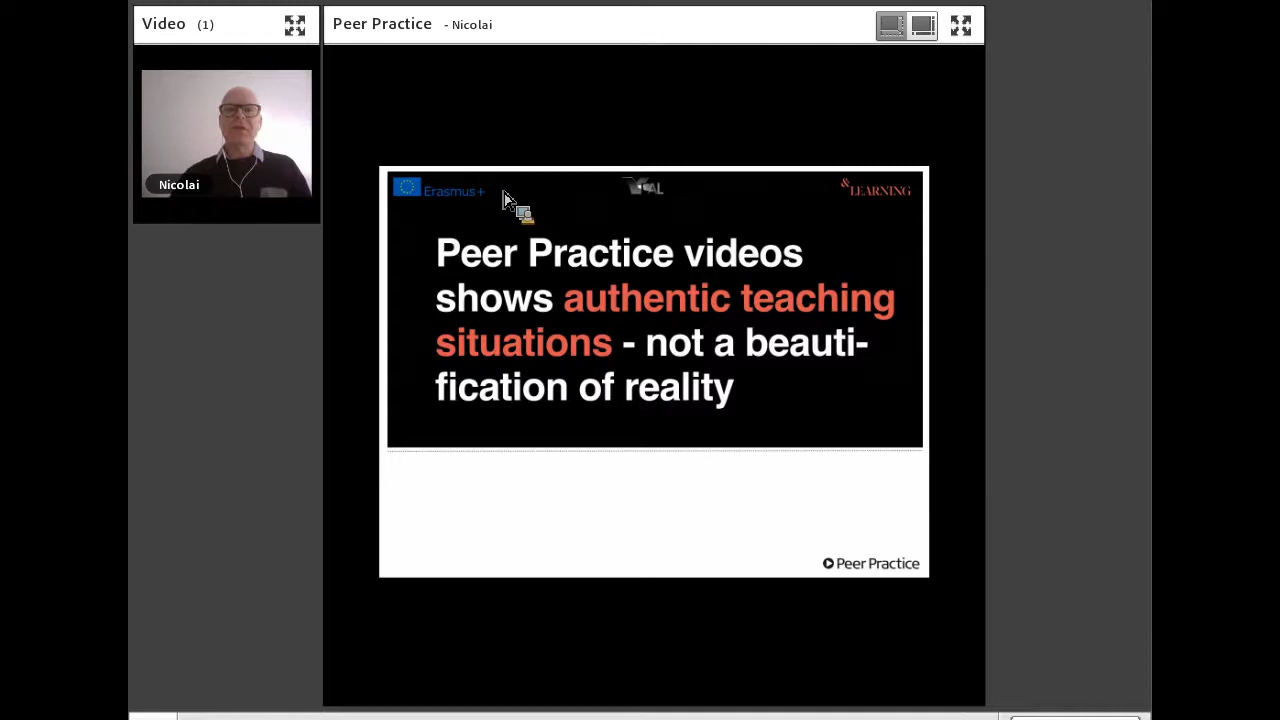 Video (1)
Peer Practice - Nicolai
Nicolai
Erasmus+
&LEARNING
Peer Practice videos
shows authentic teaching
situations - not a beauti-
fication of reality
Peer Practice